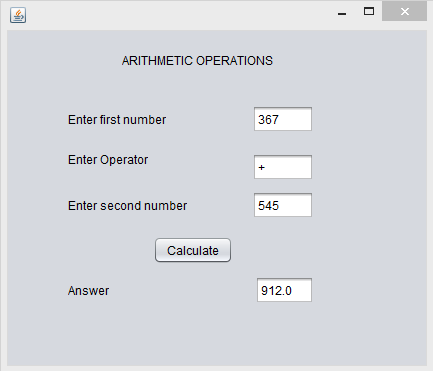 ARITHMETIC OPERATIONS
Enter first number 367
Enter Operator +
Enter second number 545
Calculate
Answer 912.0